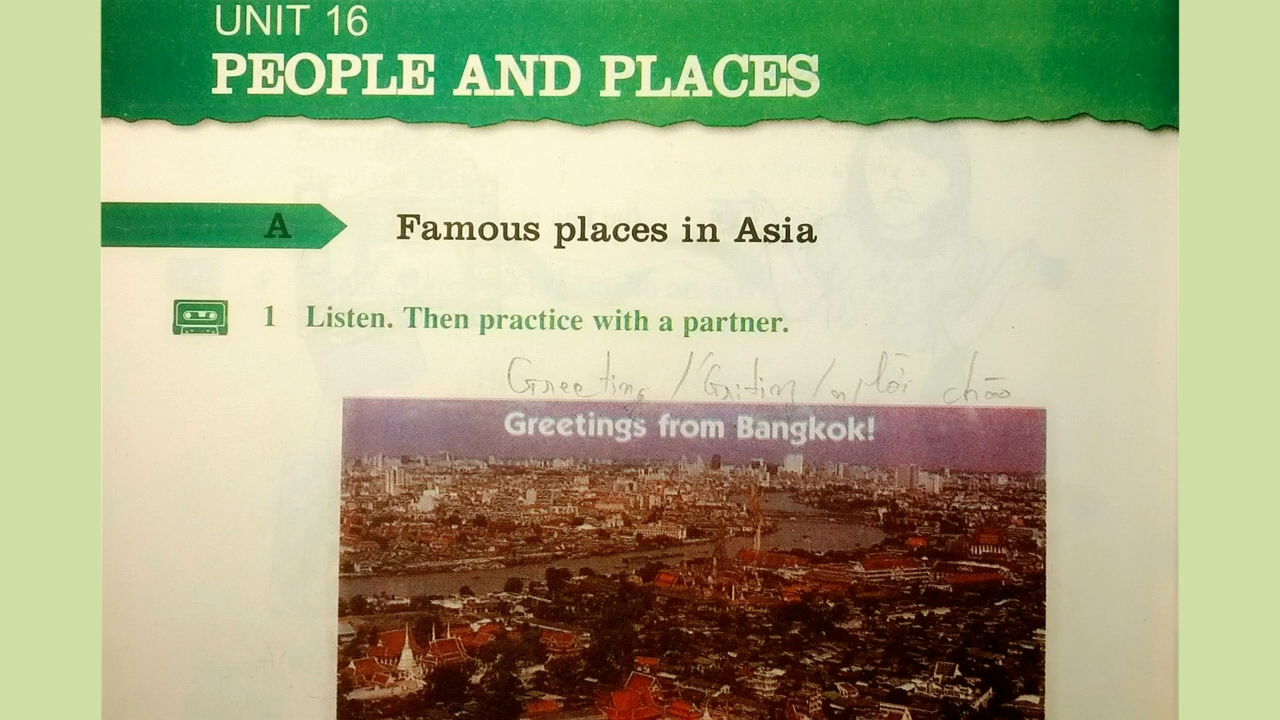 UNIT 16
PEOPLE AND PLACES
A
Famous places in Asia
1 Listen. Then practice with a partner.
Greeting / Griting / lời chào
Greetings from Bangkok!